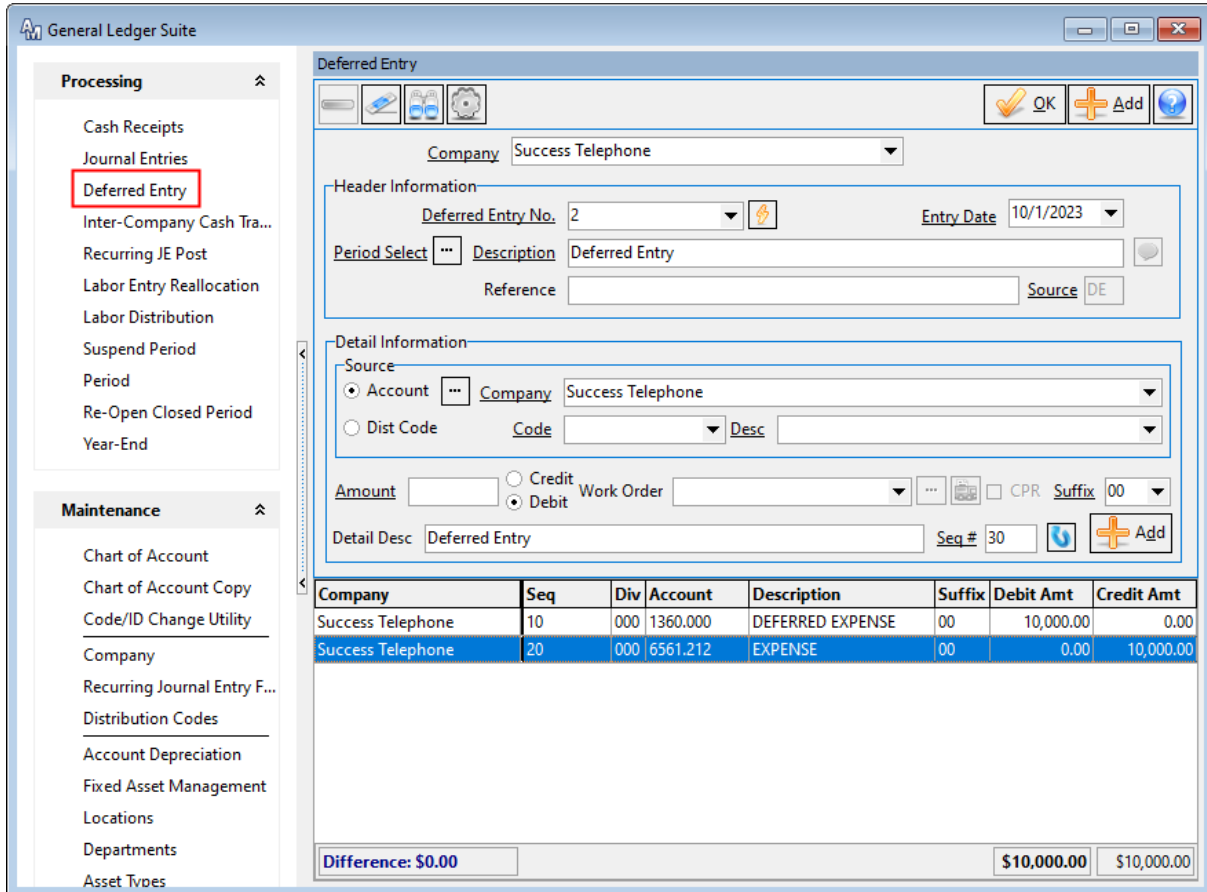 General Ledger Suite
Processing
Cash Receipts
Journal Entries
Deferred Entry
Inter-Company Cash Tra...
Recurring JE Post
Labor Entry Reallocation
Labor Distribution
Suspend Period
Period
Re-Open Closed Period
Year-End
Maintenance
Chart of Account
Chart of Account Copy
Code/ID Change Utility
Company
Recurring Journal Entry F...
Distribution Codes
Account Depreciation
Fixed Asset Management
Locations
Departments
Asset Types
Deferred Entry
OK Add
Company Success Telephone
Header Information
Deferred Entry No. 2 Entry Date 10/1/2023
Period Select ... Description Deferred Entry
Reference Source DE
Detail Information
Source
Account ... Company Success Telephone
Dist Code Code Desc
Amount Credit Debit Work Order ... CPR Suffix 00
Detail Desc Deferred Entry Seq # 30 Add
Company Seq Div Account Description Suffix Debit Amt Credit Amt
Success Telephone 10 000 1360.000 DEFERRED EXPENSE 00 10,000.00 0.00
Success Telephone 20 000 6561.212 EXPENSE 00 0.00 10,000.00
Difference: $0.00 $10,000.00 $10,000.00